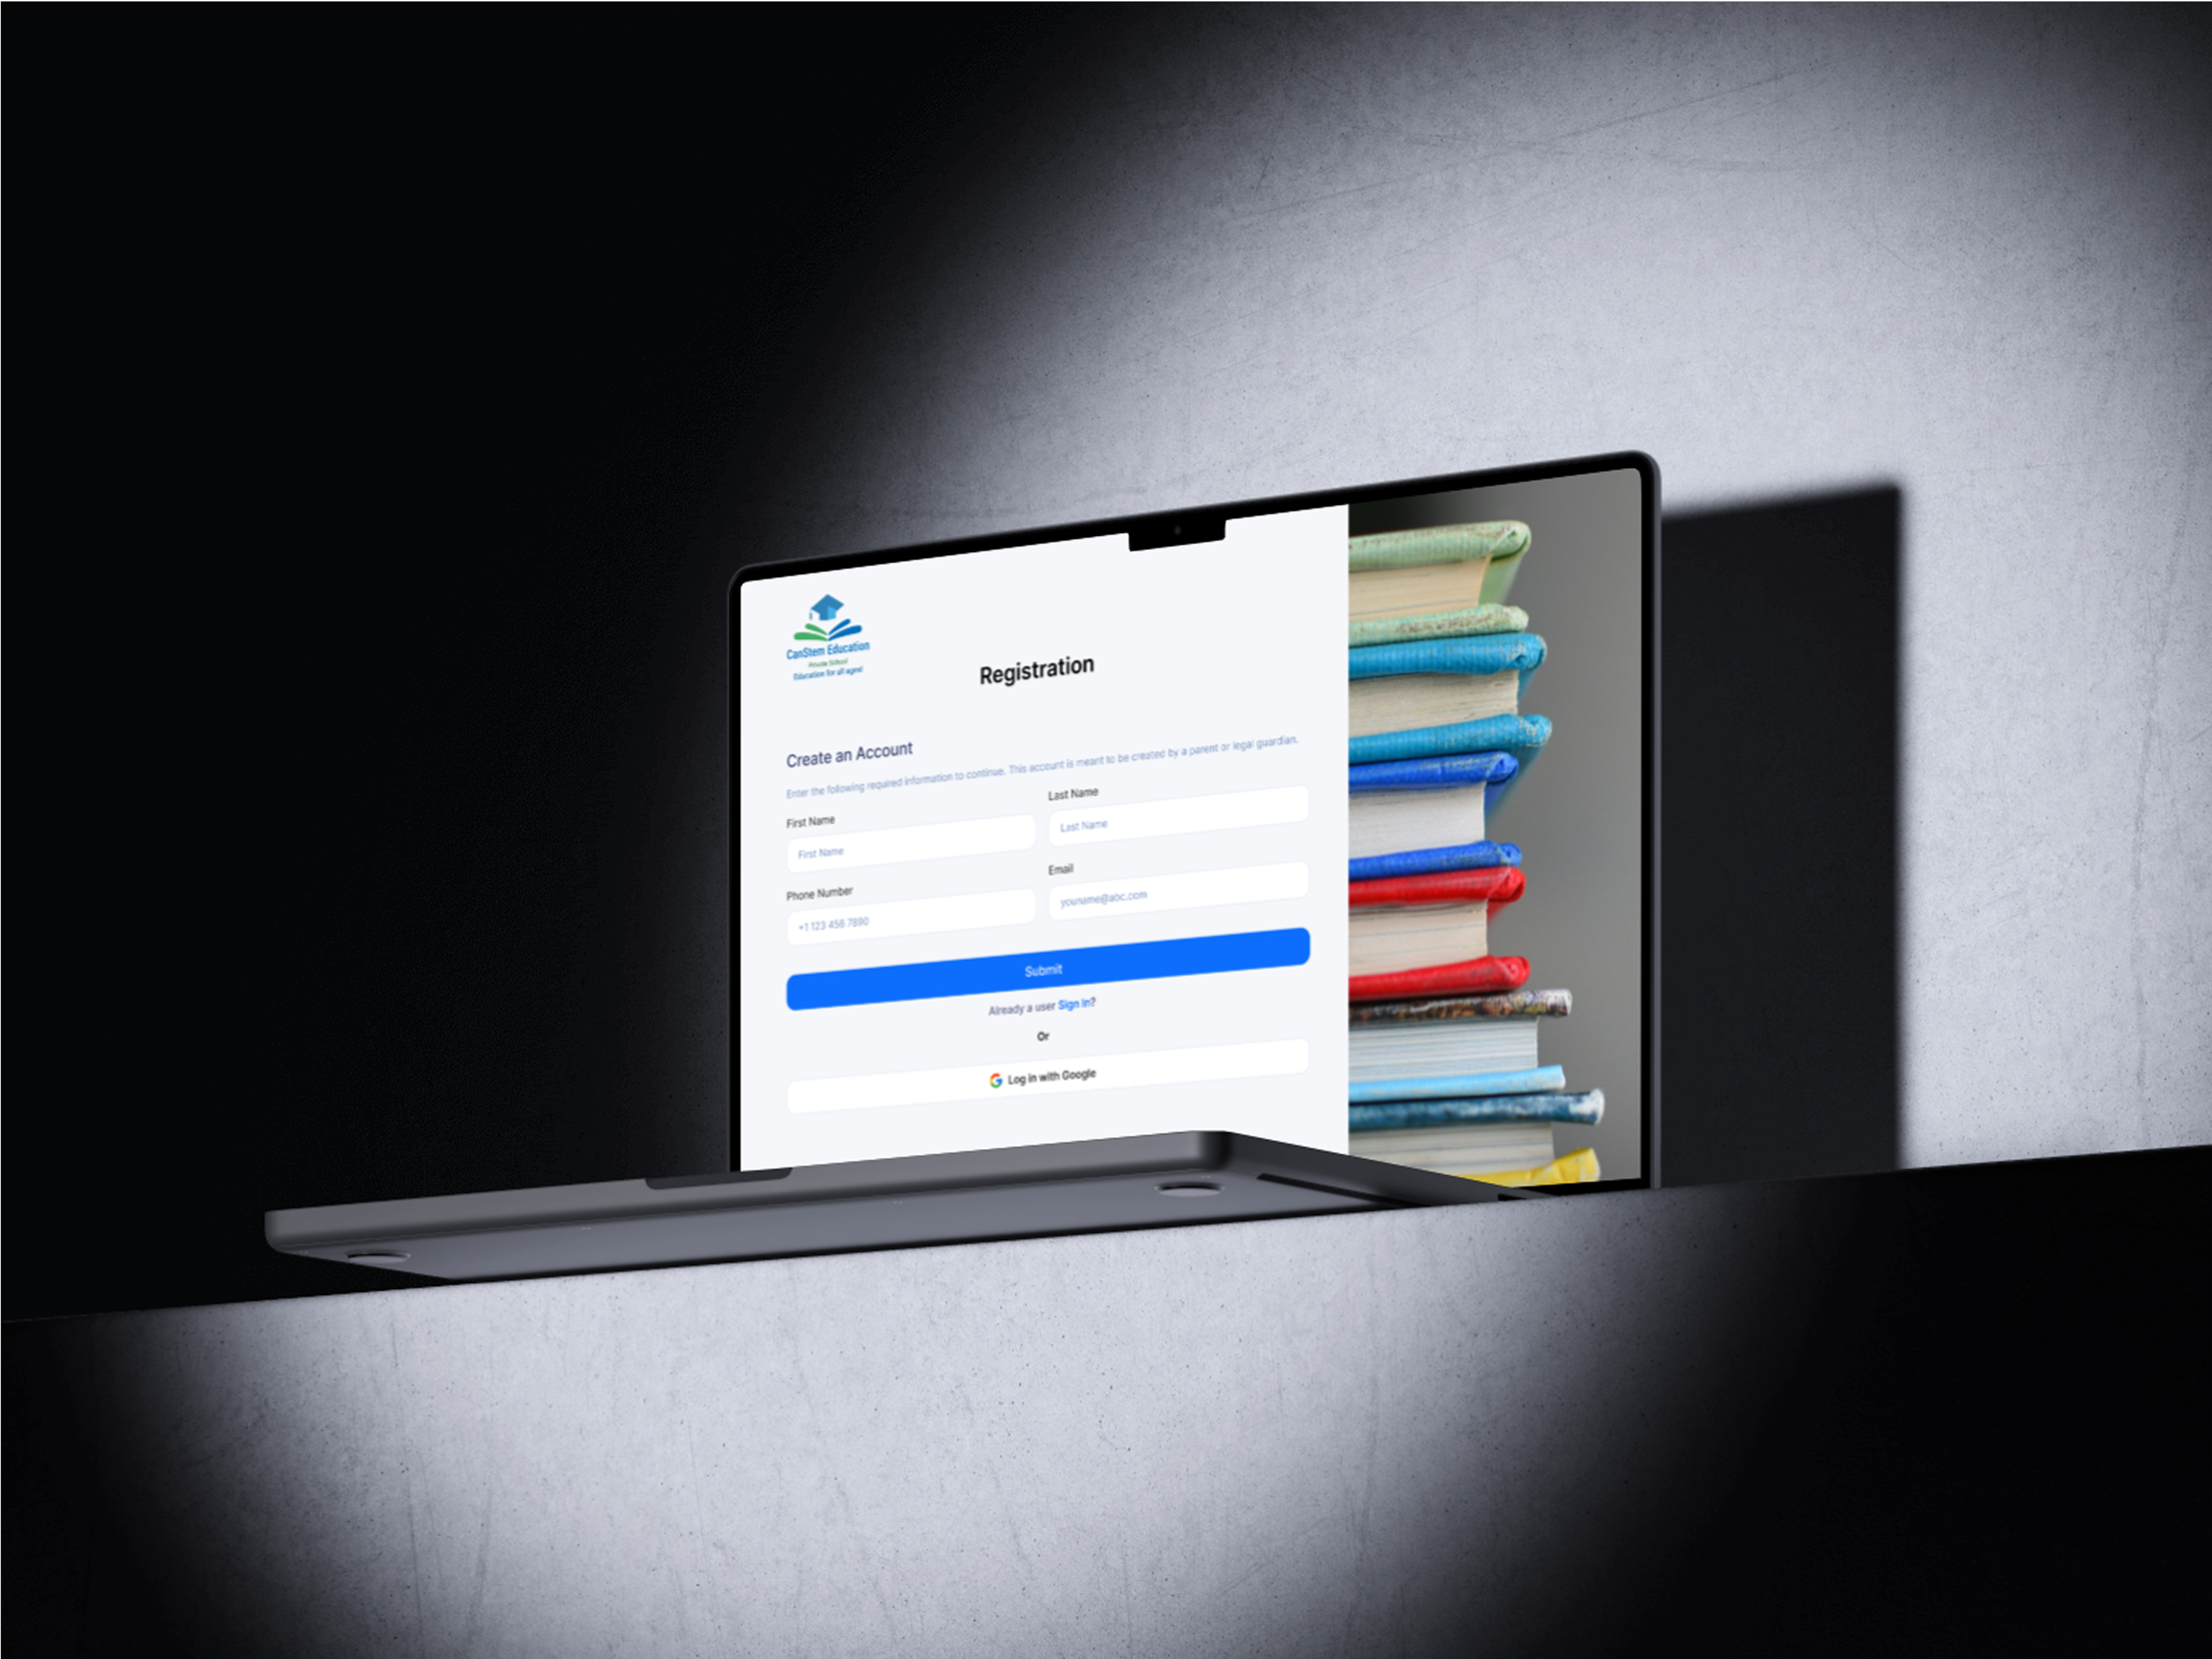 CanStem Education
Private School
Education for all ages!
Registration
Create an Account
Enter the following required information to continue. This account is meant to be created by a parent or legal guardian.
First Name
Last Name
First Name
Last Name
Phone Number
Email
+1 123 456 7890
youname@abc.com
Submit
Already a user Sign In?
Or
Log in with Google